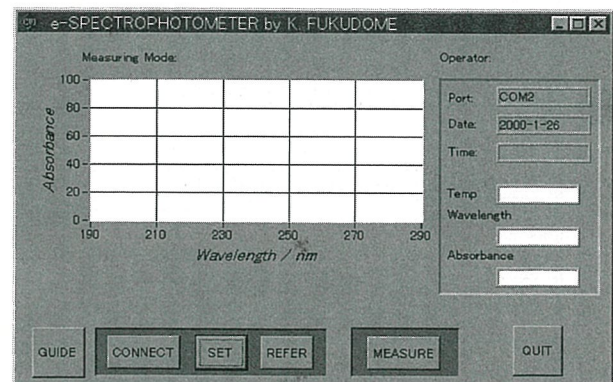 e-SPECTROPHOTOMETER by K. FUKUDOME
Measuring Mode:
Operator:
Absorbance
100
80
60
40
20
0
190 210 230 250 270 290
Wavelength / nm
Port: COM2
Date: 2000-1-26
Time:
Temp
Wavelength
Absorbance
GUIDE CONNECT SET REFER MEASURE QUIT